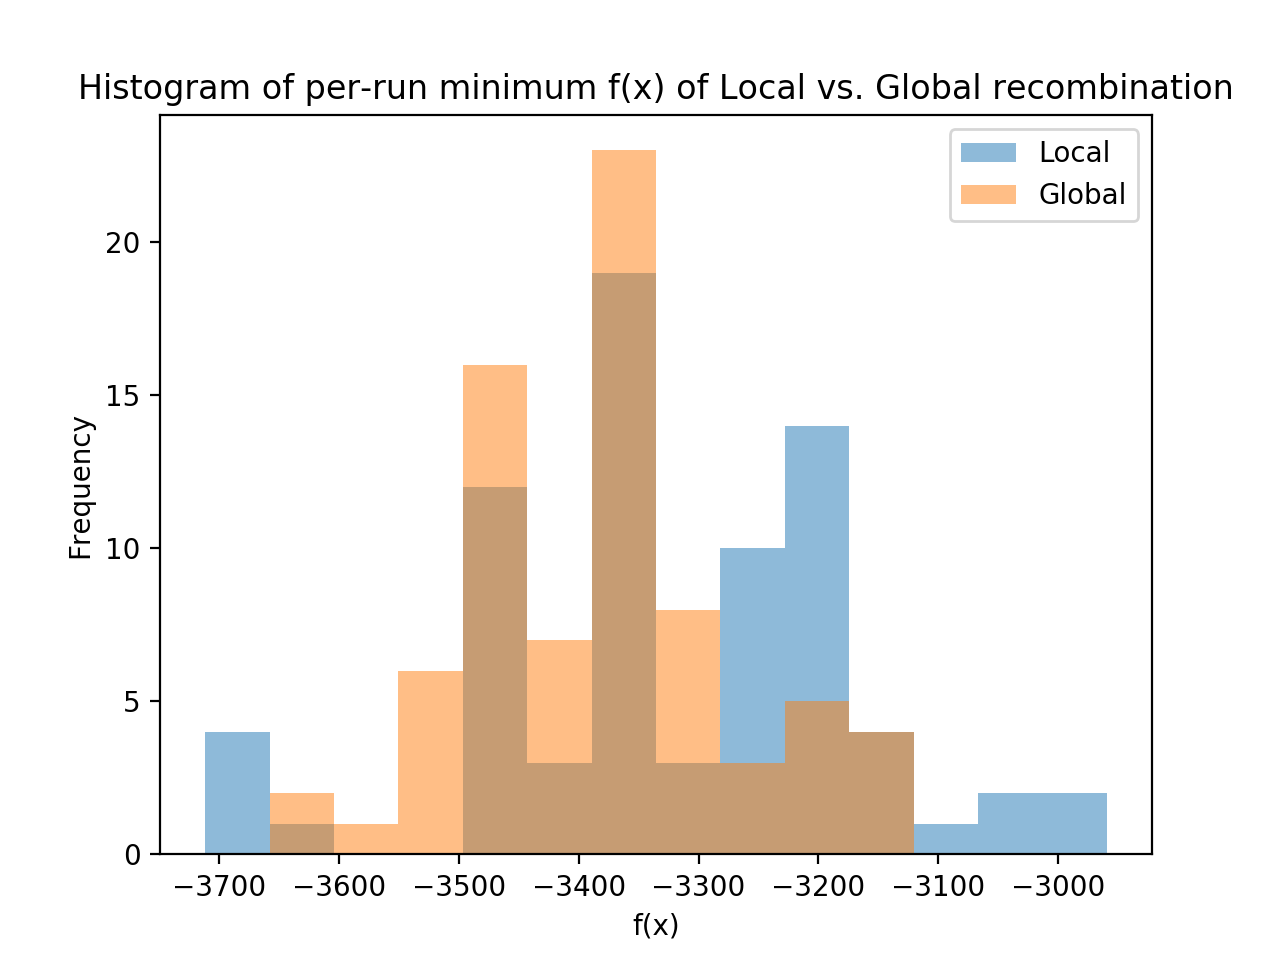 Histogram of per-run minimum f(x) of Local vs. Global recombination
Local
Global
Frequency
20
15
10
5
0
−3700 −3600 −3500 −3400 −3300 −3200 −3100 −3000
f(x)